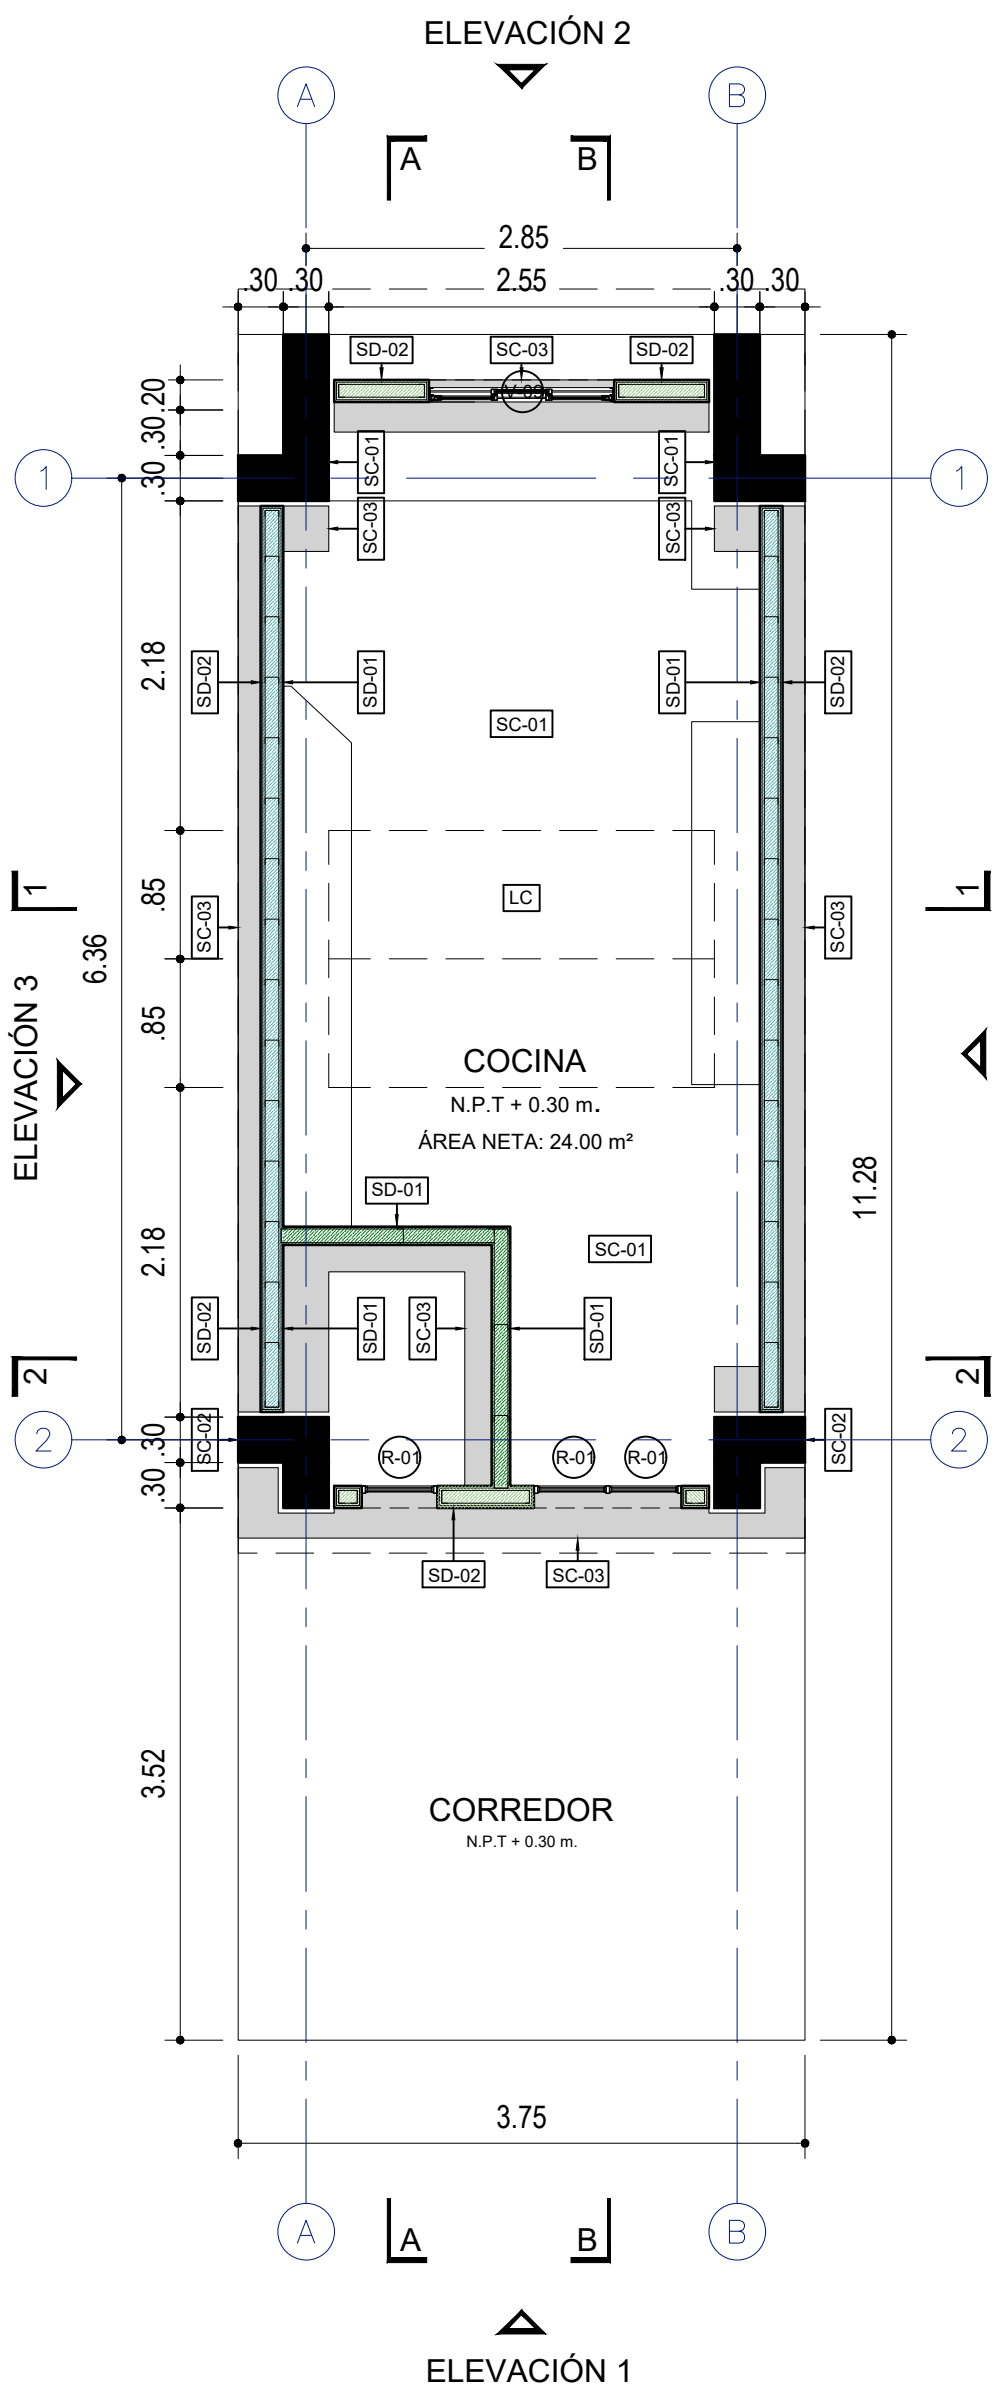 ELEVACIÓN 2
A
B
A
B
2.85
.30
.30
2.55
.30
.30
SD-02
SC-03
SD-02
.20
.30
.30
SC-01
SC-01
1
1
SC-03
SC-03
2.18
SD-02
SD-01
SD-01
SD-02
SC-01
.85
1
1
LC
SC-03
SC-03
6.36
ELEVACIÓN 3
.85
COCINA
N.P.T + 0.30 m.
ÁREA NETA: 24.00 m²
11.28
SD-01
2.18
SC-01
SD-02
SD-01
SC-03
SD-01
2
2
2
.30
SC-02
R-01
R-01
R-01
SC-02
2
.30
SD-02
SC-03
3.52
CORREDOR
N.P.T + 0.30 m.
3.75
A
A
B
B
ELEVACIÓN 1